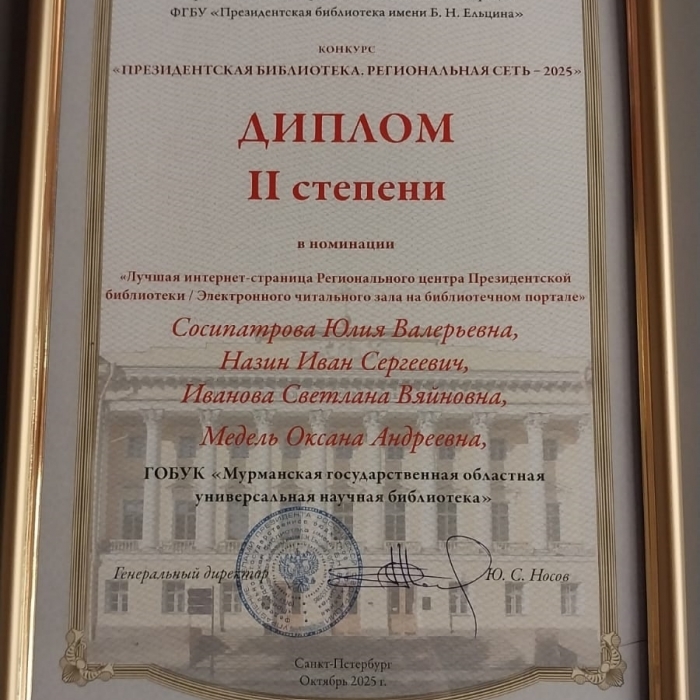 ФГБУ «Президентская библиотека имени Б. Н. Ельцина»
КОНКУРС
«ПРЕЗИДЕНТСКАЯ БИБЛИОТЕКА. РЕГИОНАЛЬНАЯ СЕТЬ – 2025»
ДИПЛОМ
II степени
в номинации
«Лучшая интернет-страница Регионального центра Президентской
библиотеки / Электронного читального зала на библиотечном портале»
Сосипатрова Юлия Валерьевна,
Назин Иван Сергеевич,
Иванова Светлана Вяйновна,
Медель Оксана Андреевна,
ГОБУК «Мурманская государственная областная
универсальная научная библиотека»
Генеральный директор
Ю. С. Носов
Санкт-Петербург
Октябрь 2025 г.